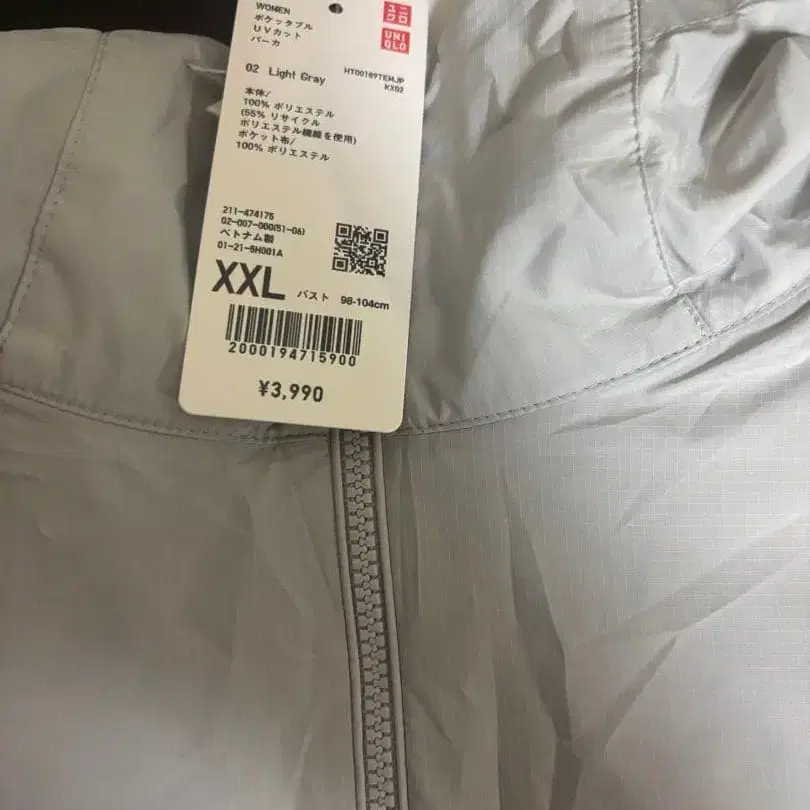 WOMEN
ポケッタブル
UVカット
パーカ
ユニ
クロ
UNI
QLO
02 Light Gray
HT00189TEMJP
KX02
本体/
100% ポリエステル
(55% リサイクル
ポリエステル繊維を使用)
ポケット布/
100% ポリエステル
211-474175
02-007-000(51-06)
ベトナム製
01-21-5H001A
XXL バスト 98-104cm
2000194715900
¥3,990